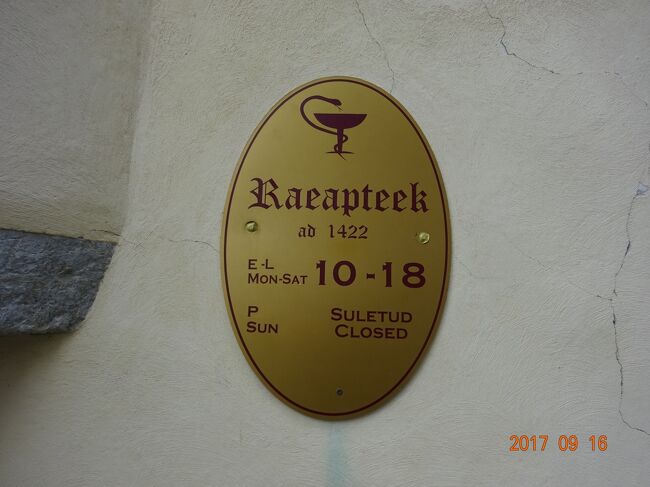 Raeapteek
ad 1422
E-L
Mon-Sat 10-18
P Suletud
Sun Closed
2017 09 16